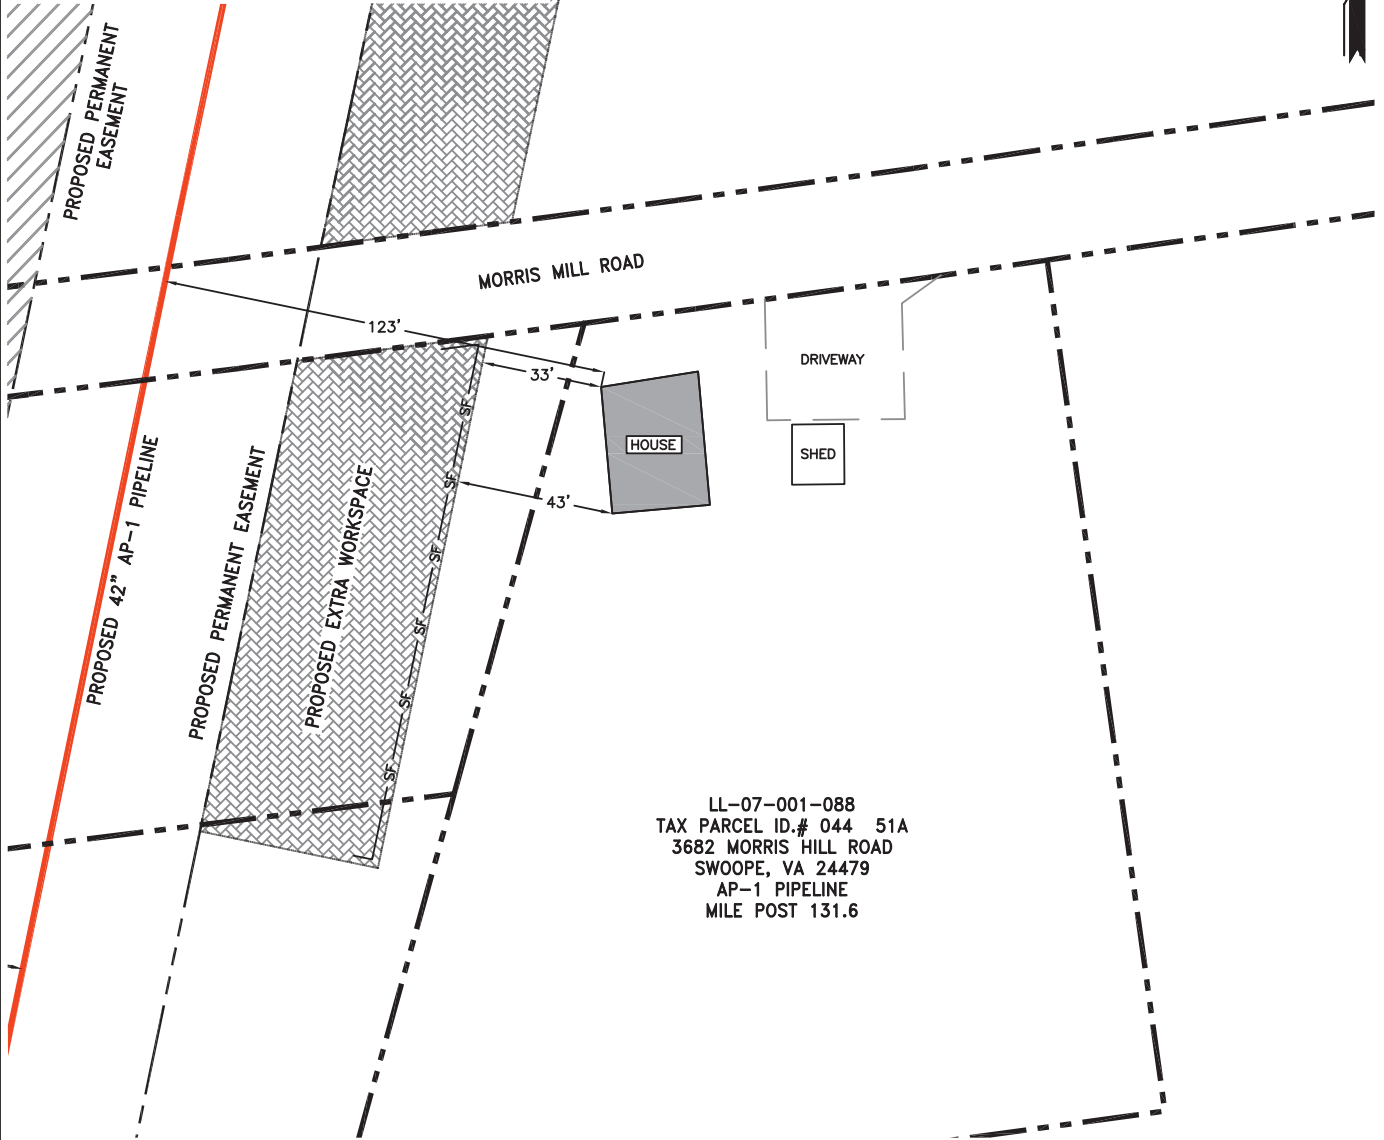 PROPOSED PERMANENT
EASEMENT
MORRIS MILL ROAD
123'
33'
DRIVEWAY
SF
HOUSE
SHED
SF
43'
PROPOSED 42" AP-1 PIPELINE
PROPOSED PERMANENT EASEMENT
PROPOSED EXTRA WORKSPACE
SF
SF
SF
SF
LL-07-001-088
TAX PARCEL ID.# 044 51A
3682 MORRIS HILL ROAD
SWOOPE, VA 24479
AP-1 PIPELINE
MILE POST 131.6